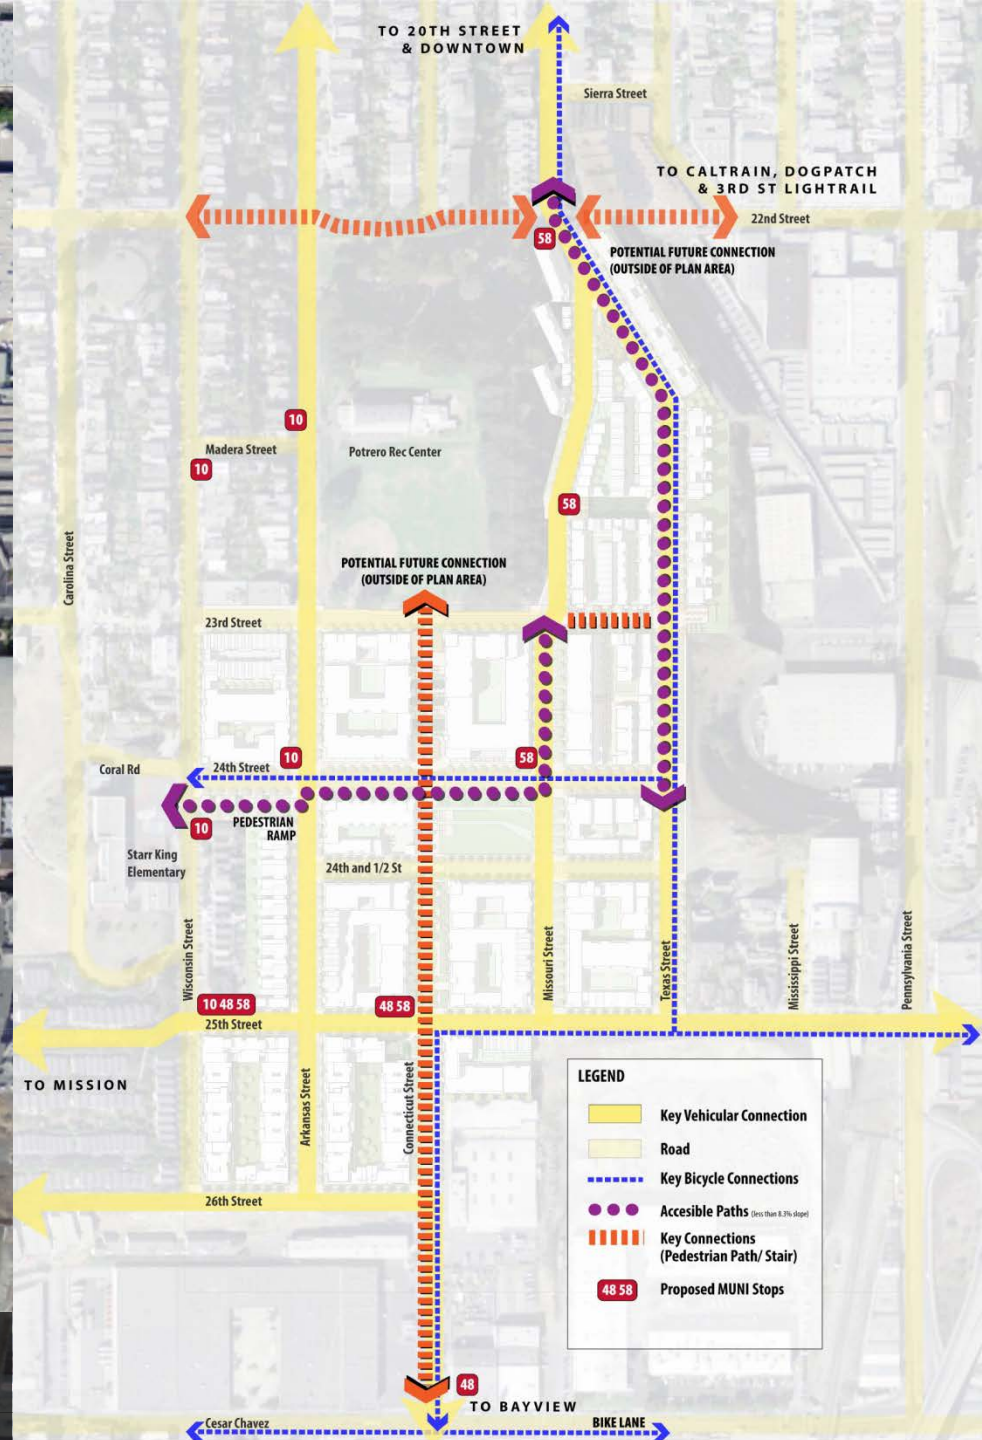 TO 20TH STREET
& DOWNTOWN
Sierra Street
TO CALTRAIN, DOGPATCH
& 3RD ST LIGHTRAIL
22nd Street
58
POTENTIAL FUTURE CONNECTION
(OUTSIDE OF PLAN AREA)
10
Madera Street
Potrero Rec Center
10
58
Carolina Street
POTENTIAL FUTURE CONNECTION
(OUTSIDE OF PLAN AREA)
23rd Street
10
58
Coral Rd
24th Street
10
PEDESTRIAN
RAMP
Starr King
Elementary
24th and 1/2 St
Wisconsin Street
Missouri Street
Texas Street
Mississippi Street
Pennsylvania Street
10 48 58
48 58
25th Street
TO MISSION
Arkansas Street
Connecticut Street
26th Street
LEGEND
Key Vehicular Connection
Road
Key Bicycle Connections
Accesible Paths (less than 8.3% slope)
Key Connections
(Pedestrian Path/ Stair)
48 58 Proposed MUNI Stops
48
TO BAYVIEW
Cesar Chavez
BIKE LANE